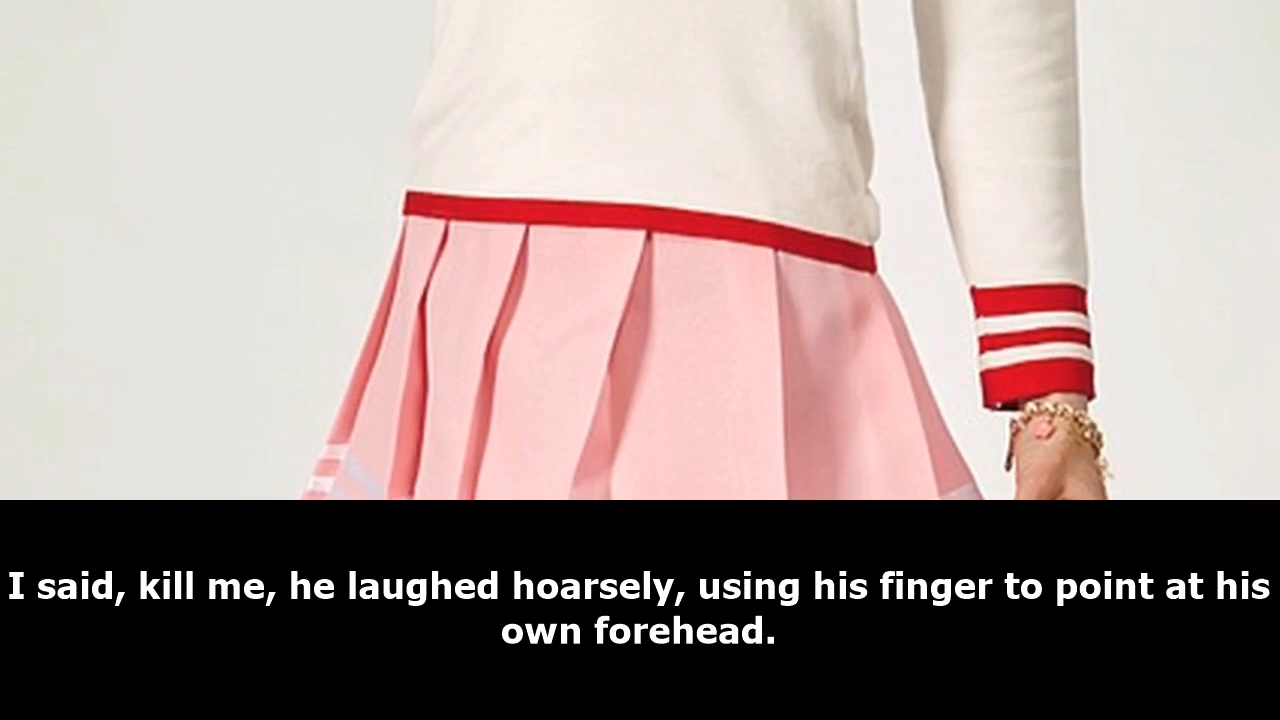 I said, kill me, he laughed hoarsely, using his finger to point at his
own forehead.